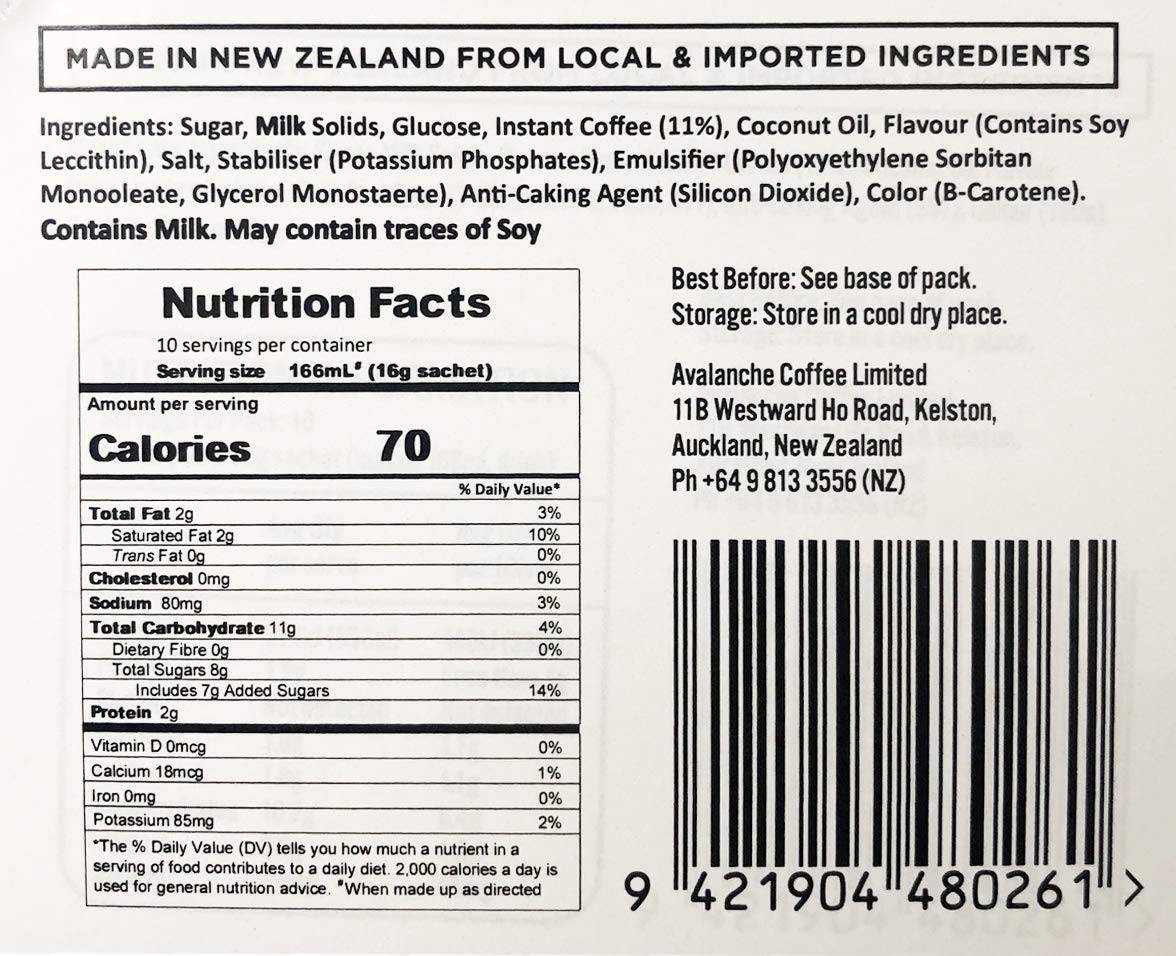 MADE IN NEW ZEALAND FROM LOCAL & IMPORTED INGREDIENTS
Ingredients: Sugar, Milk Solids, Glucose, Instant Coffee (11%), Coconut Oil, Flavour (Contains Soy
Leccithin), Salt, Stabiliser (Potassium Phosphates), Emulsifier (Polyoxyethylene Sorbitan
Monooleate, Glycerol Monostaerte), Anti-Caking Agent (Silicon Dioxide), Color (B-Carotene).
Contains Milk. May contain traces of Soy
Nutrition Facts
10 servings per container
Serving size 166mL# (16g sachet)
Amount per serving
Calories 70
% Daily Value*
Total Fat 2g 3%
Saturated Fat 2g 10%
Trans Fat 0g 0%
Cholesterol 0mg 0%
Sodium 80mg 3%
Total Carbohydrate 11g 4%
Dietary Fibre 0g 0%
Total Sugars 8g
Includes 7g Added Sugars 14%
Protein 2g
Vitamin D 0mcg 0%
Calcium 18mcg 1%
Iron 0mg 0%
Potassium 85mg 2%
*The % Daily Value (DV) tells you how much a nutrient in a
serving of food contributes to a daily diet. 2,000 calories a day is
used for general nutrition advice. #When made up as directed
Best Before: See base of pack.
Storage: Store in a cool dry place.
Avalanche Coffee Limited
11B Westward Ho Road, Kelston,
Auckland, New Zealand
Ph +64 9 813 3556 (NZ)
9 421904 480261 >